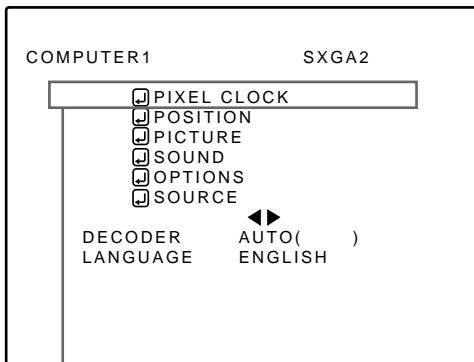 COMPUTER1 SXGA2
PIXEL CLOCK
POSITION
PICTURE
SOUND
OPTIONS
SOURCE
DECODER AUTO( )
LANGUAGE ENGLISH